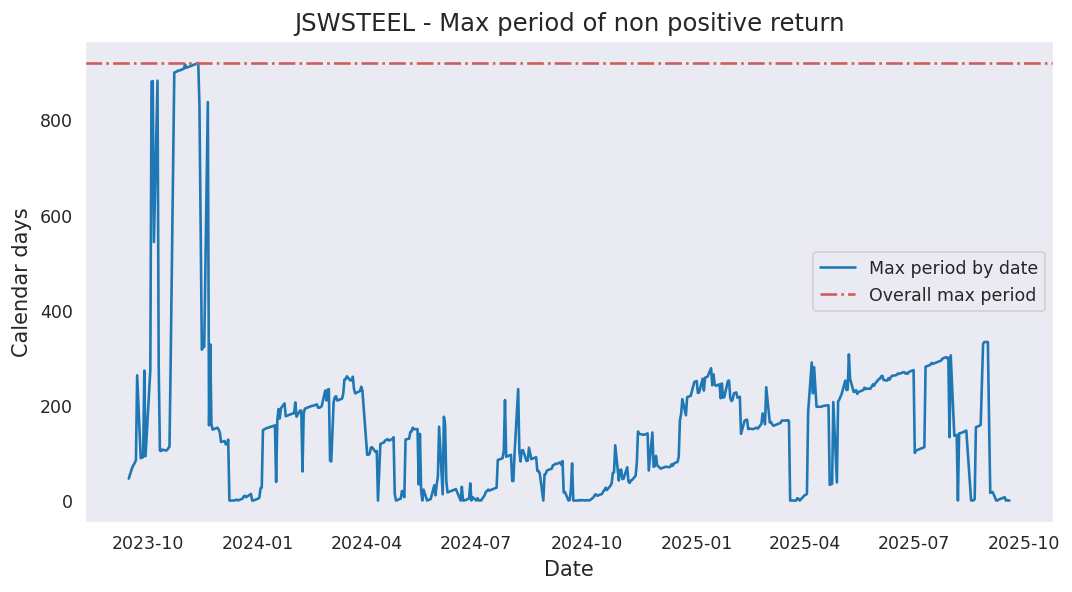 JSWSTEEL - Max period of non positive return
Calendar days
800
600
400
200
0
Max period by date
Overall max period
2023-10
2024-01
2024-04
2024-07
2024-10
2025-01
2025-04
2025-07
2025-10
Date